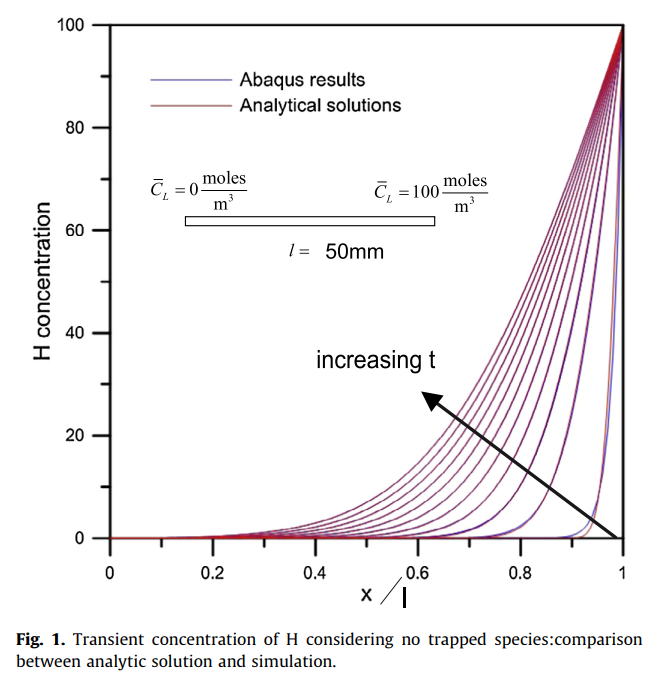 100
Abaqus results
Analytical solutions
80
C̅_L = 0 moles/m³
C̅_L = 100 moles/m³
60
l = 50mm
H concentration
40
increasing t
20
0
0 0.2 0.4 0.6 0.8 1
x / l
Fig. 1. Transient concentration of H considering no trapped species:comparison
between analytic solution and simulation.